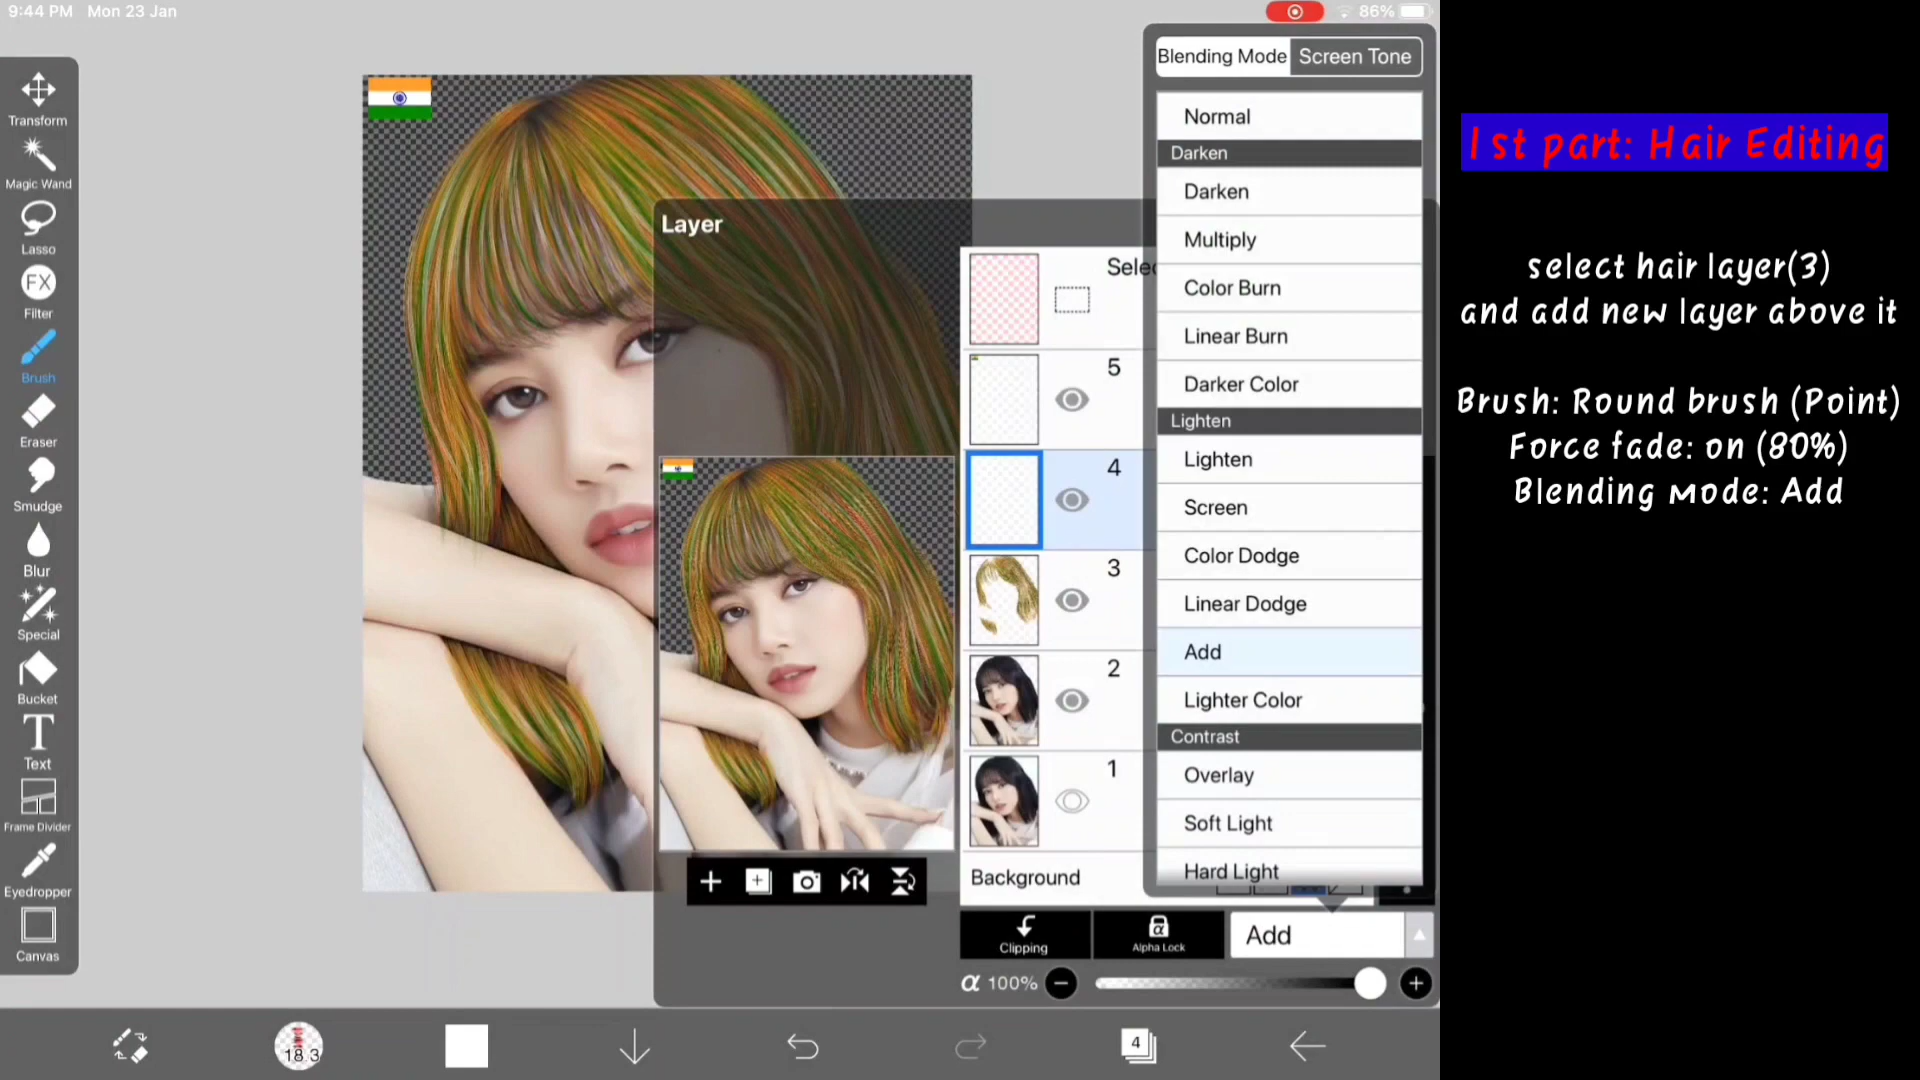 9:44 PM Mon 23 Jan
86%
Transform
Magic Wand
Lasso
FX
Filter
Brush
Eraser
Smudge
Blur
Special
Bucket
T
Text
Frame Divider
Eyedropper
Canvas
Layer
Selec
5
4
3
2
1
Background
Clipping
α
Alpha Lock
Add
α 100%
Blending Mode
Screen Tone
Normal
Darken
Darken
Multiply
Color Burn
Linear Burn
Darker Color
Lighten
Lighten
Screen
Color Dodge
Linear Dodge
Add
Lighter Color
Contrast
Overlay
Soft Light
Hard Light
18.3
4
1st part: Hair Editing
select hair layer(3)
and add new layer above it
Brush: Round brush (Point)
Force fade: on (80%)
Blending Mode: Add